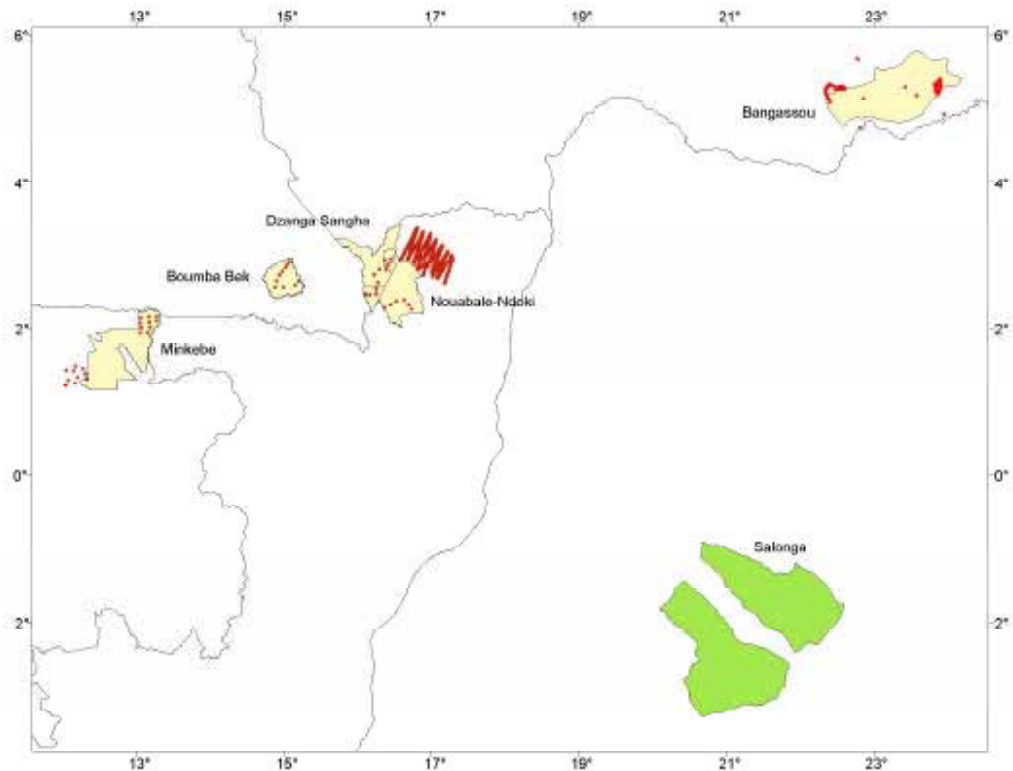 13° 15° 17° 19° 21° 23°
6° 6°
Bangassou
4° 4°
Dzanga Sangha
Boumba Bek
Nouabale-Ndoki
2° 2°
Minkebe
0° 0°
Salonga
2° 2°
13° 15° 17° 19° 21° 23°